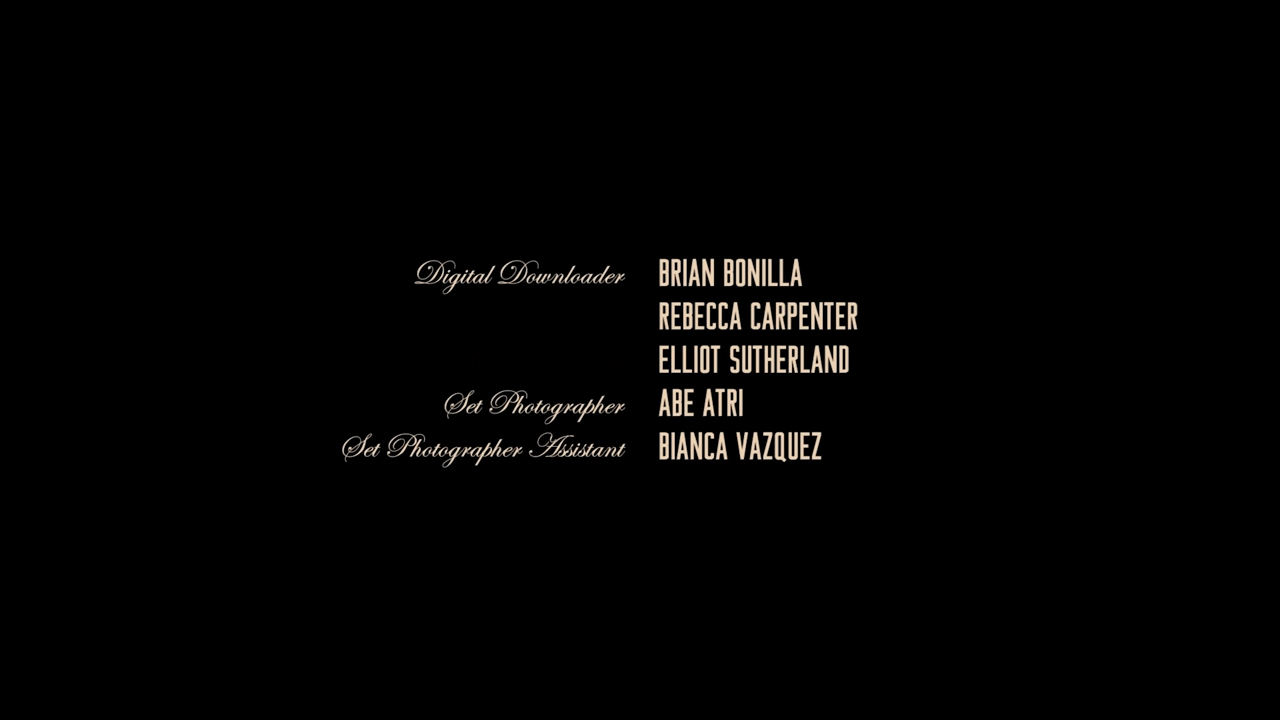 Digital Downloader BRIAN BONILLA
REBECCA CARPENTER
ELLIOT SUTHERLAND
Set Photographer ABE ATRI
Set Photographer Assistant BIANCA VAZQUEZ